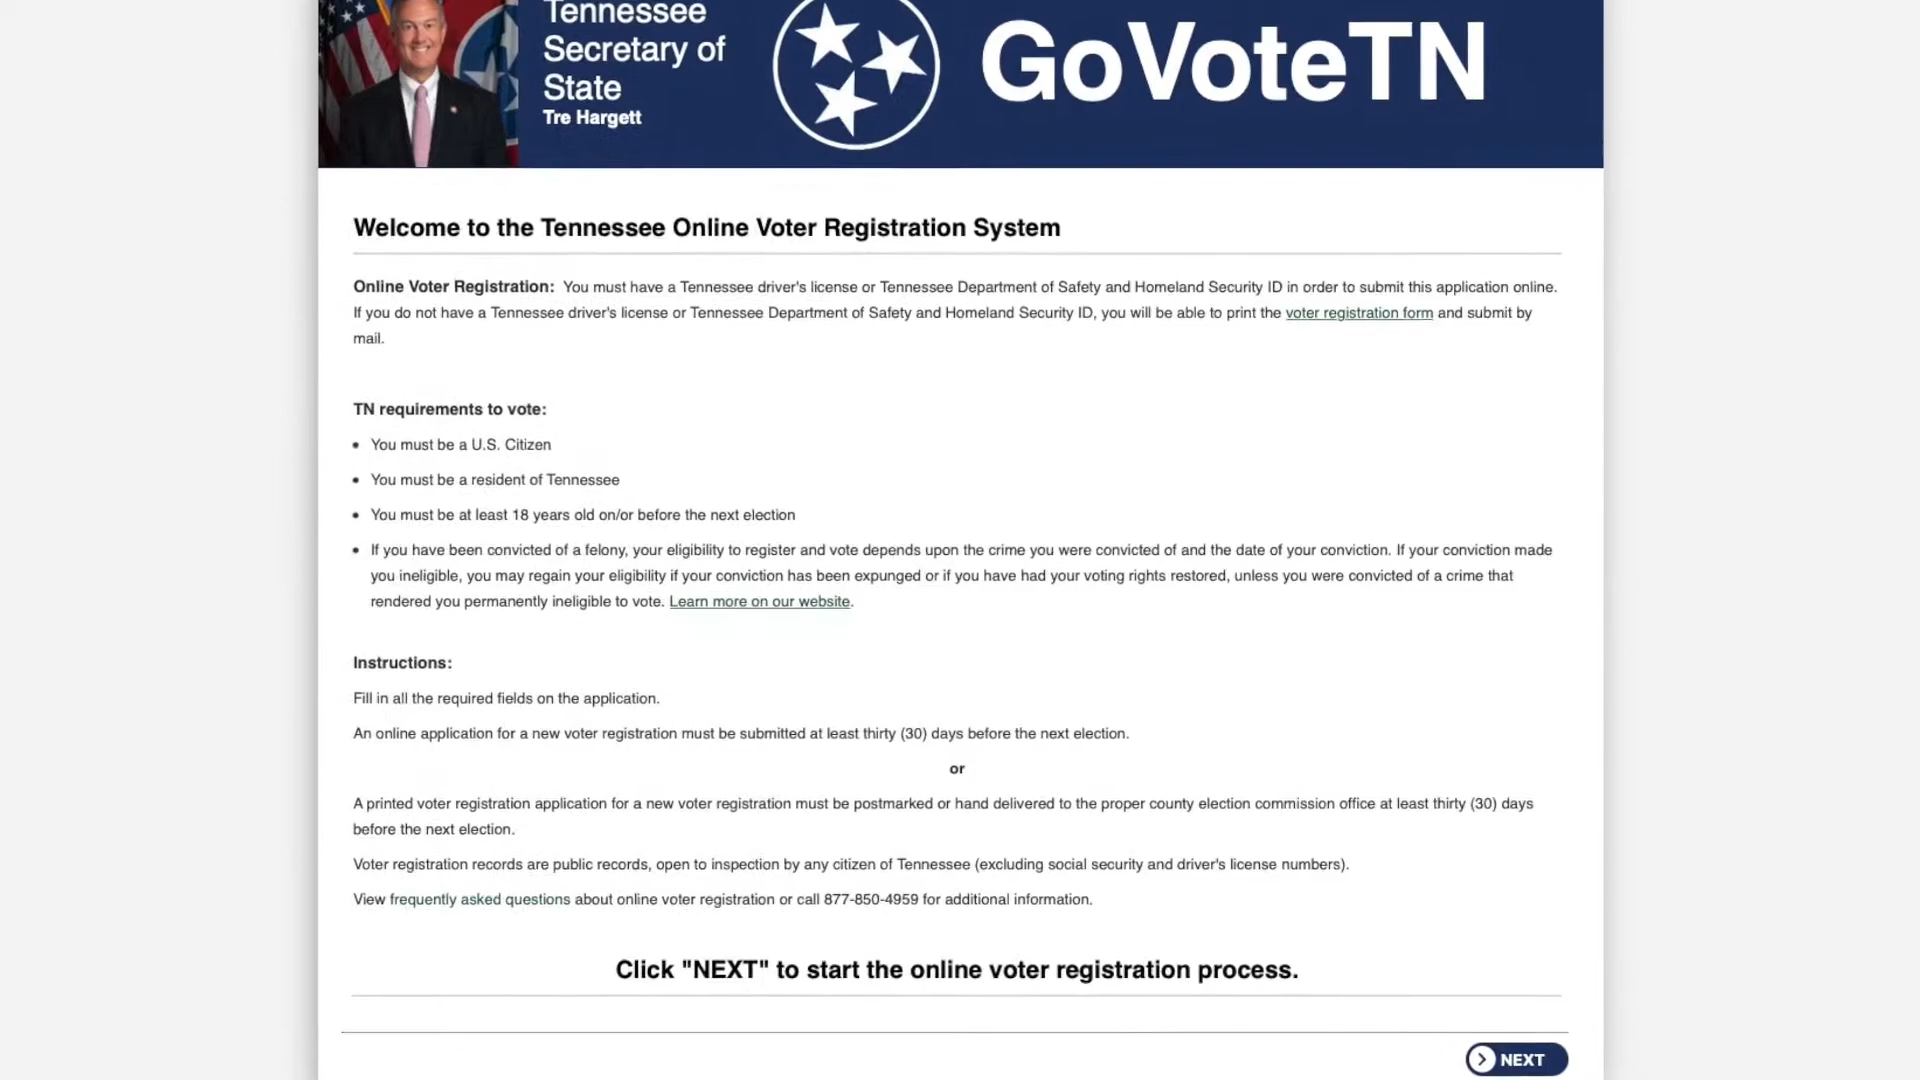 Tennessee
Secretary of
State
Tre Hargett
GoVoteTN
Welcome to the Tennessee Online Voter Registration System
Online Voter Registration: You must have a Tennessee driver's license or Tennessee Department of Safety and Homeland Security ID in order to submit this application online.
If you do not have a Tennessee driver's license or Tennessee Department of Safety and Homeland Security ID, you will be able to print the voter registration form and submit by
mail.
TN requirements to vote:
• You must be a U.S. Citizen
• You must be a resident of Tennessee
• You must be at least 18 years old on/or before the next election
• If you have been convicted of a felony, your eligibility to register and vote depends upon the crime you were convicted of and the date of your conviction. If your conviction made
you ineligible, you may regain your eligibility if your conviction has been expunged or if you have had your voting rights restored, unless you were convicted of a crime that
rendered you permanently ineligible to vote. Learn more on our website.
Instructions:
Fill in all the required fields on the application.
An online application for a new voter registration must be submitted at least thirty (30) days before the next election.
or
A printed voter registration application for a new voter registration must be postmarked or hand delivered to the proper county election commission office at least thirty (30) days
before the next election.
Voter registration records are public records, open to inspection by any citizen of Tennessee (excluding social security and driver's license numbers).
View frequently asked questions about online voter registration or call 877-850-4959 for additional information.
Click "NEXT" to start the online voter registration process.
NEXT